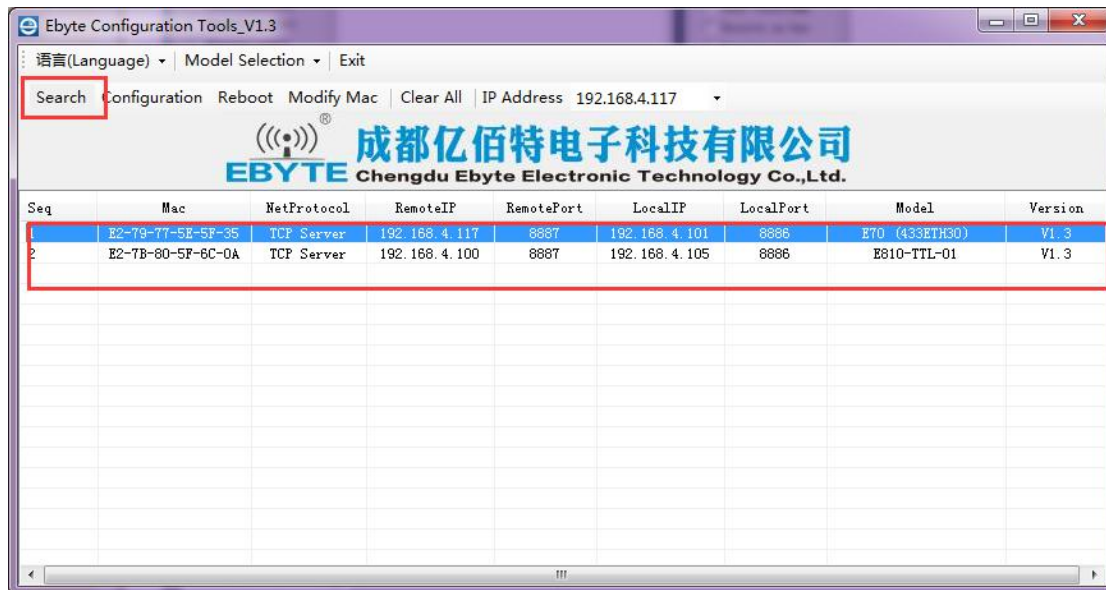 Ebyte Configuration Tools_V1.3
语言(Language) Model Selection Exit
Search Configuration Reboot Modify Mac Clear All IP Address 192.168.4.117
®
成都亿佰特电子科技有限公司
EBYTE Chengdu Ebyte Electronic Technology Co.,Ltd.
Seq Mac NetProtocol RemoteIP RemotePort LocalIP LocalPort Model Version
1 E2-79-77-5E-5F-35 TCP Server 192.168.4.117 8887 192.168.4.101 8886 E70 (433ETH30) V1.3
2 E2-7B-80-5F-6C-0A TCP Server 192.168.4.100 8887 192.168.4.105 8886 E810-TTL-01 V1.3